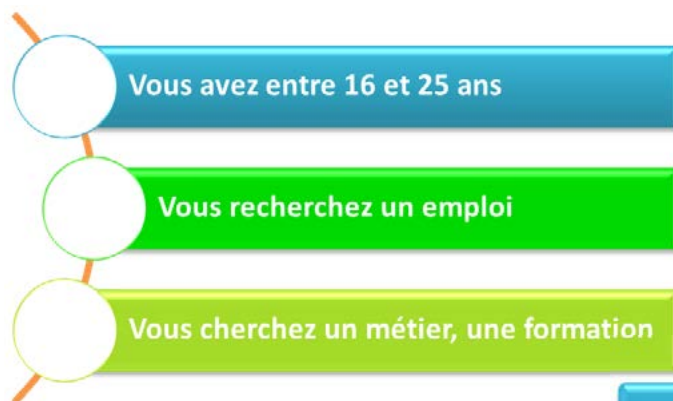 Vous avez entre 16 et 25 ans
Vous recherchez un emploi
Vous cherchez un métier, une formation